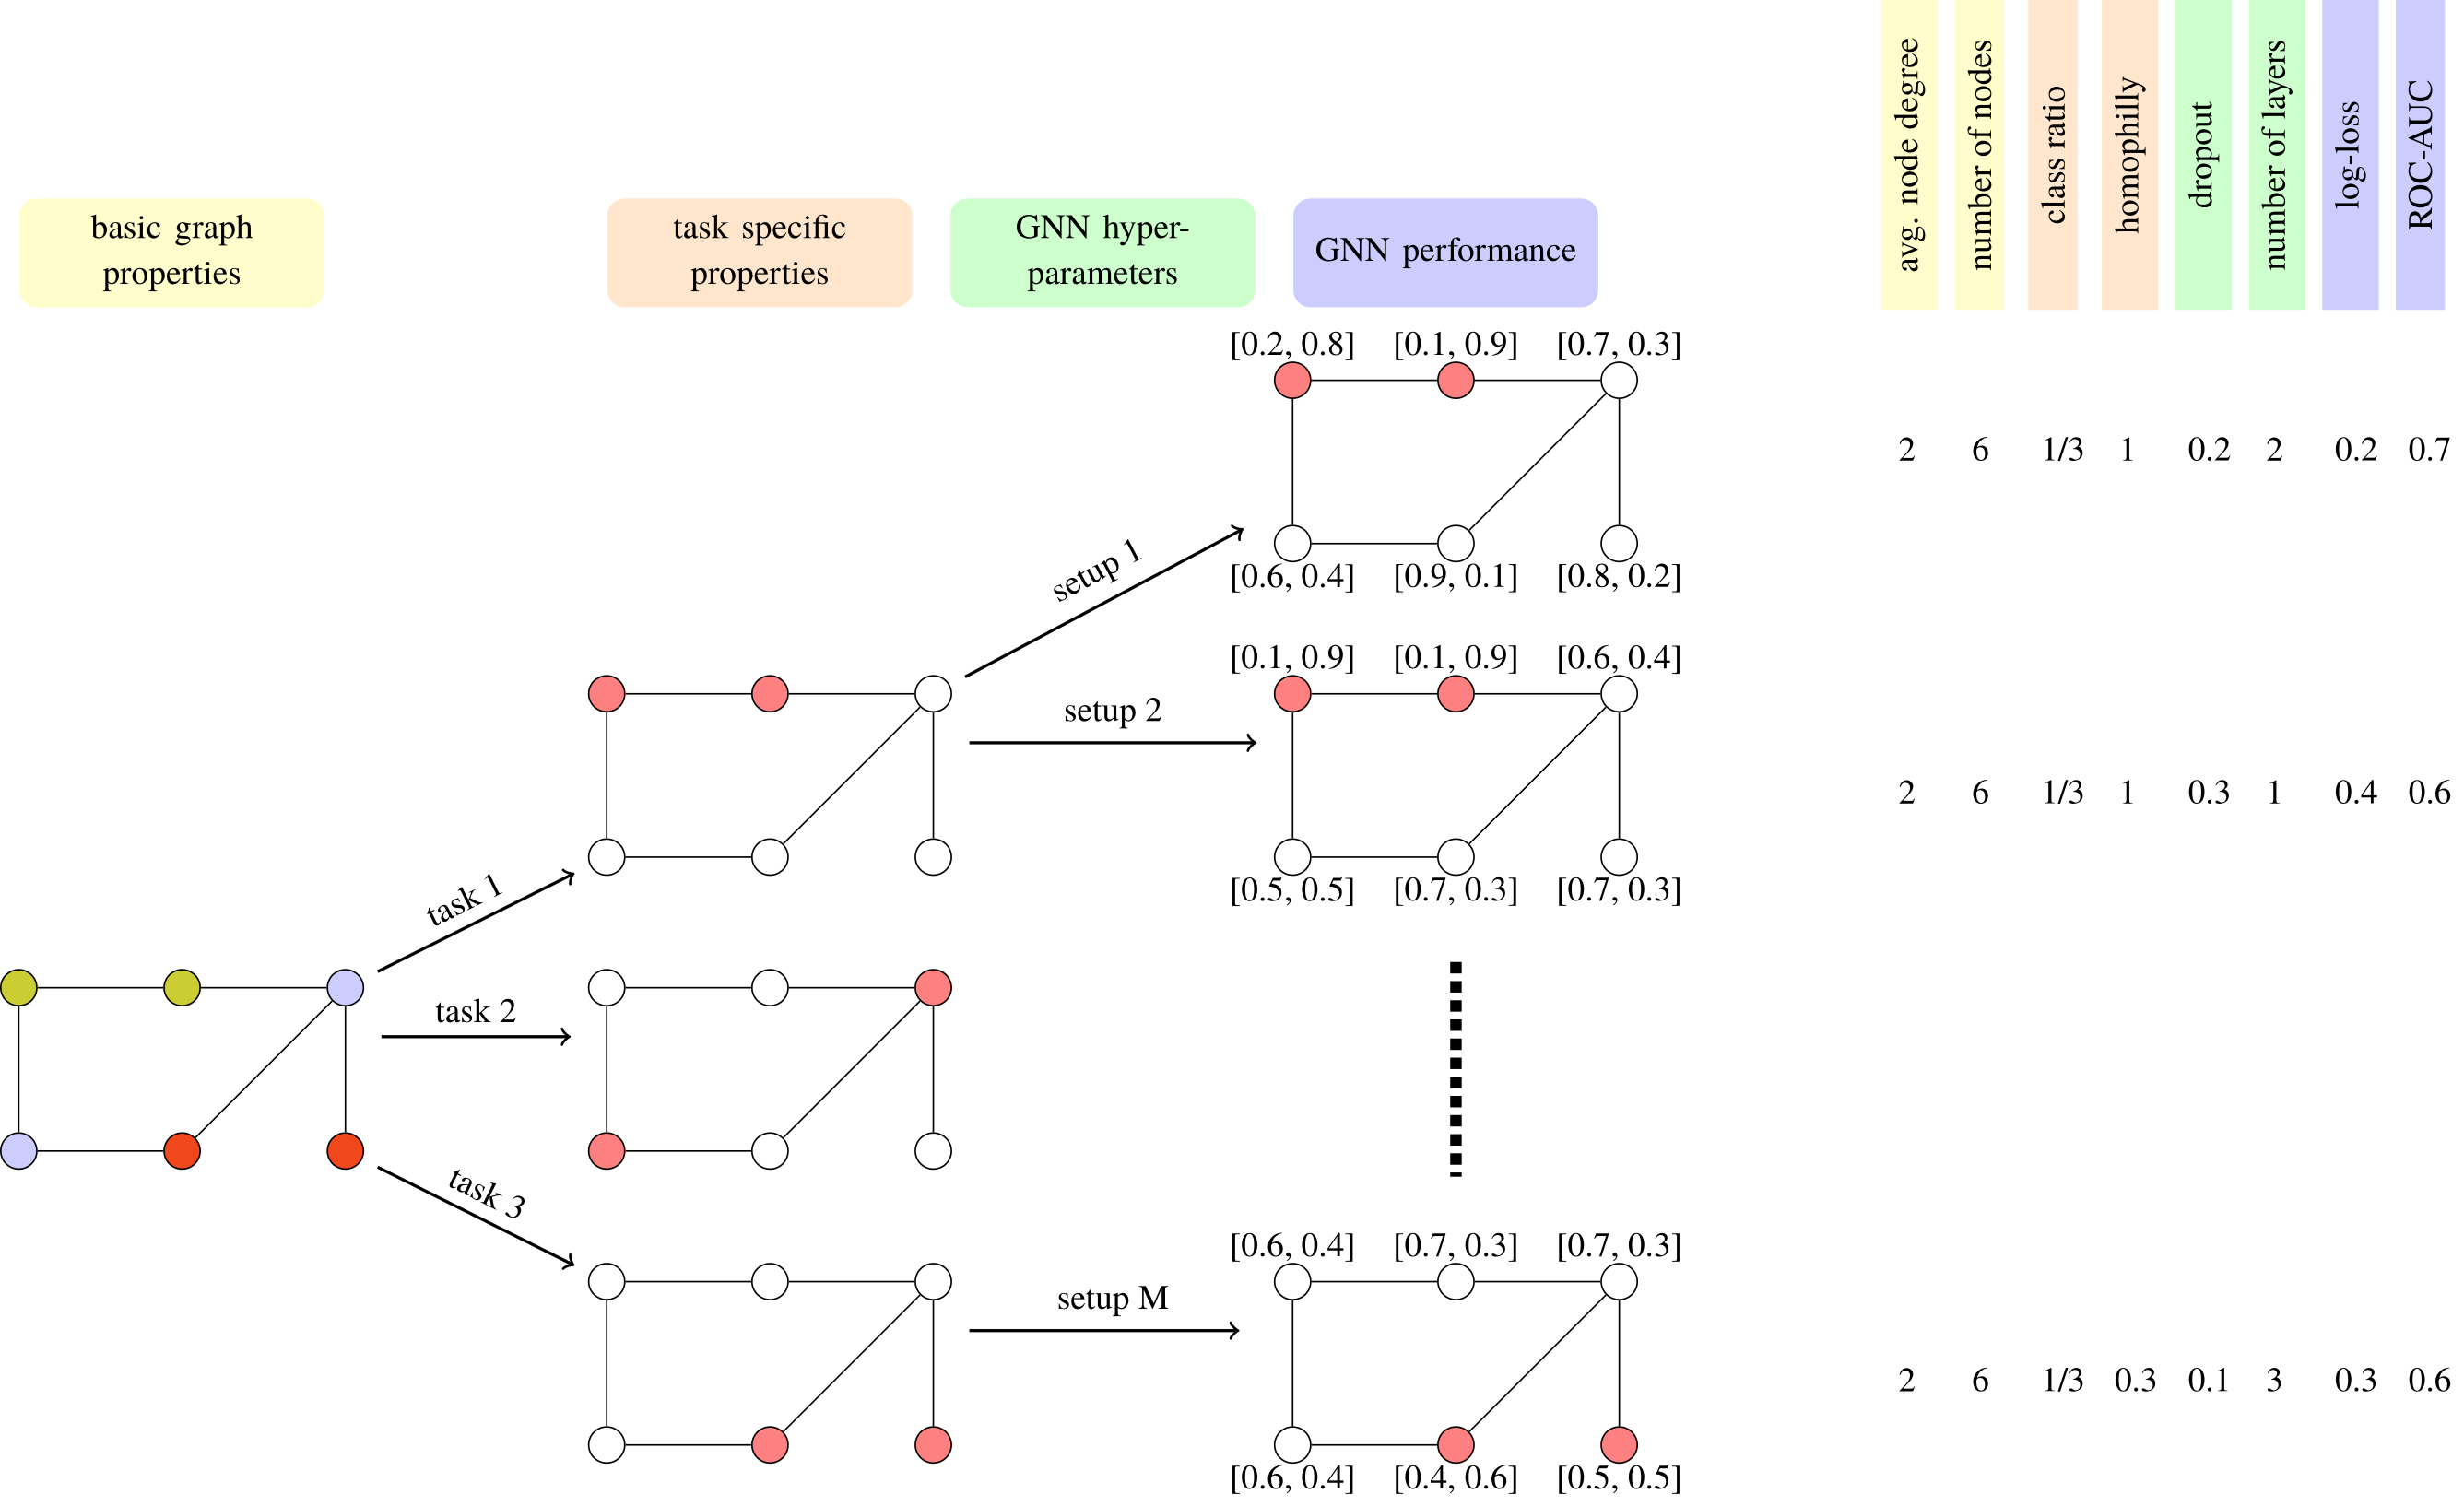 avg. node degree
number of nodes
class ratio
homophilly
dropout
number of layers
log-loss
ROC-AUC
basic graph
properties
task specific
properties
GNN hyper-
parameters
GNN performance
[0.2, 0.8] [0.1, 0.9] [0.7, 0.3]
2 6 1/3 1 0.2 2 0.2 0.7
setup 1
[0.6, 0.4] [0.9, 0.1] [0.8, 0.2]
[0.1, 0.9] [0.1, 0.9] [0.6, 0.4]
setup 2
2 6 1/3 1 0.3 1 0.4 0.6
[0.5, 0.5] [0.7, 0.3] [0.7, 0.3]
task 1
task 2
task 3
[0.6, 0.4] [0.7, 0.3] [0.7, 0.3]
setup M
2 6 1/3 0.3 0.1 3 0.3 0.6
[0.6, 0.4] [0.4, 0.6] [0.5, 0.5]